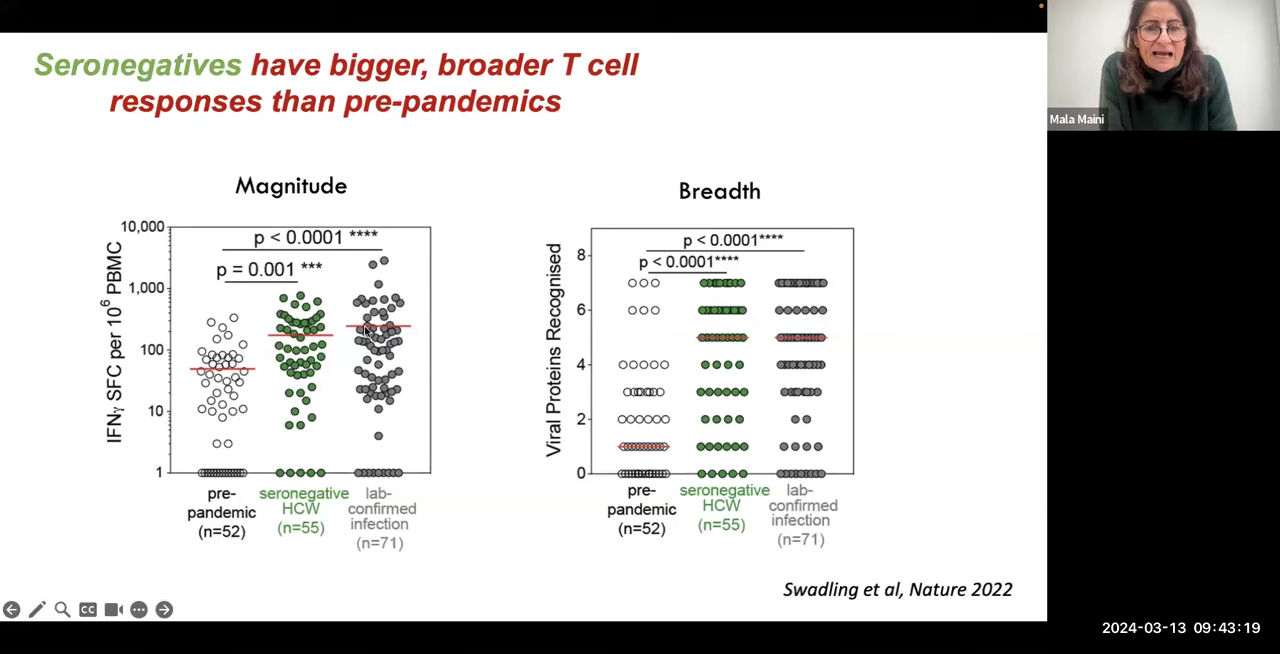 Seronegatives have bigger, broader T cell
responses than pre-pandemics
Mala Maini
Magnitude
IFNγ SFC per 10⁶ PBMC
10,000
1,000
100
10
1
p < 0.0001 ****
p = 0.001 ***
pre-
pandemic
(n=52)
seronegative
HCW
(n=55)
lab-
confirmed
infection
(n=71)
Breadth
Viral Proteins Recognised
8
6
4
2
0
p < 0.0001****
p < 0.0001****
pre-
pandemic
(n=52)
seronegative
HCW
(n=55)
lab-
confirmed
infection
(n=71)
Swadling et al, Nature 2022
CC
2024-03-13 09:43:19